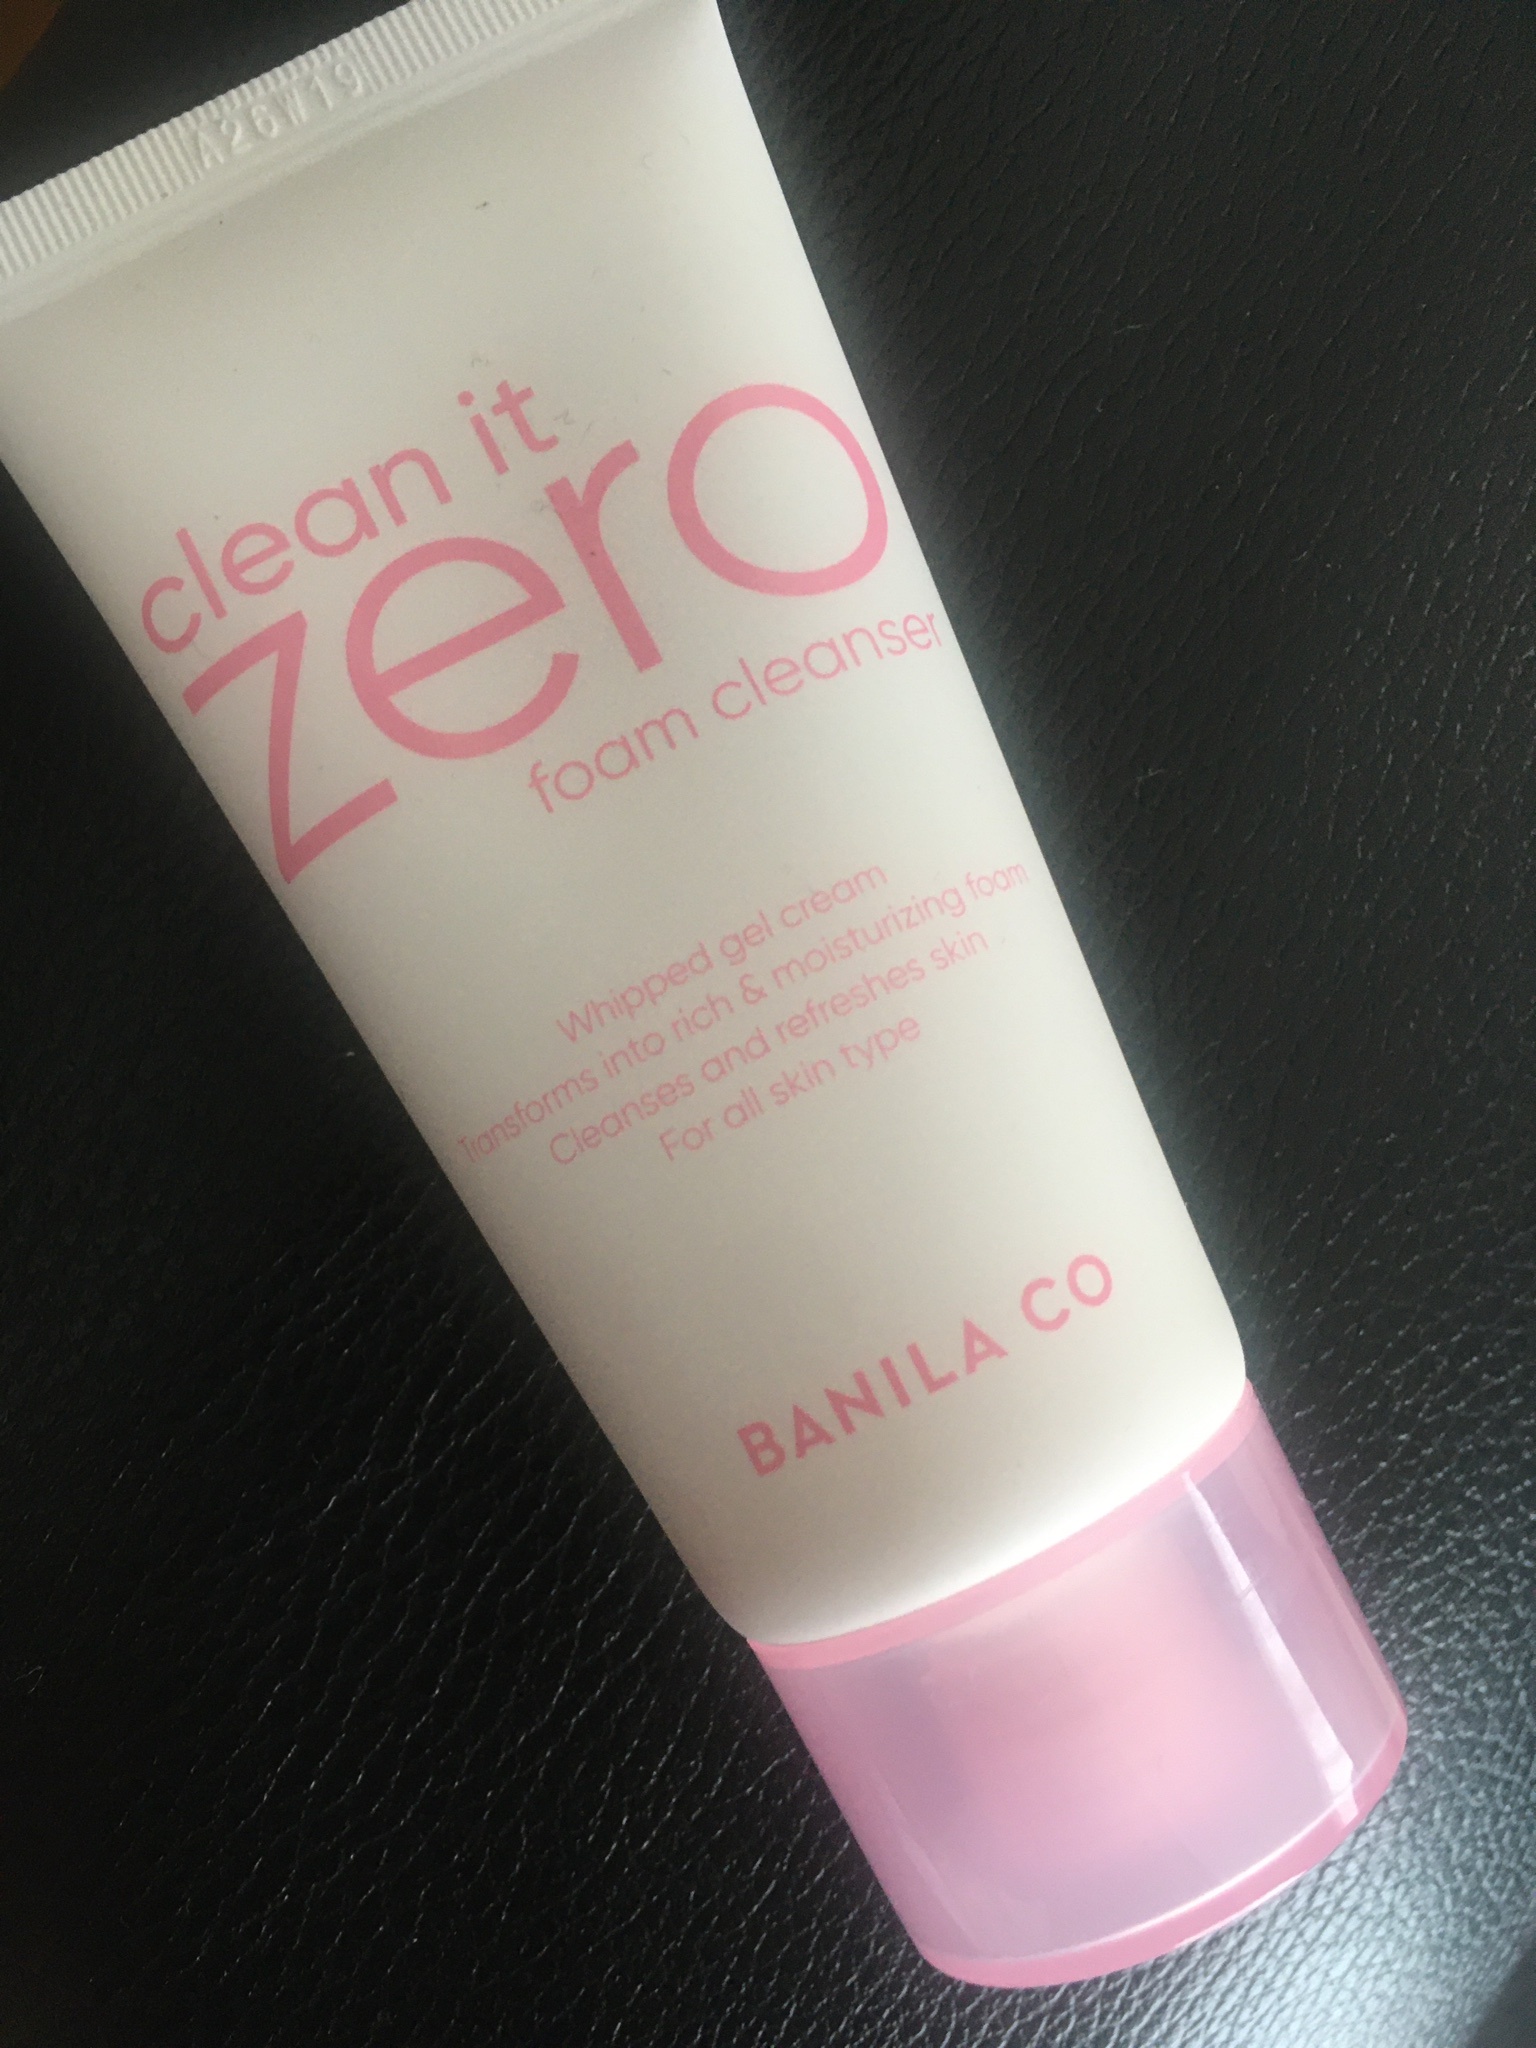 A26W19
clean it
zero
foam cleanser
Whipped gel cream
Transforms into rich & moisturizing foam
Cleanses and refreshes skin
For all skin type
BANILA CO